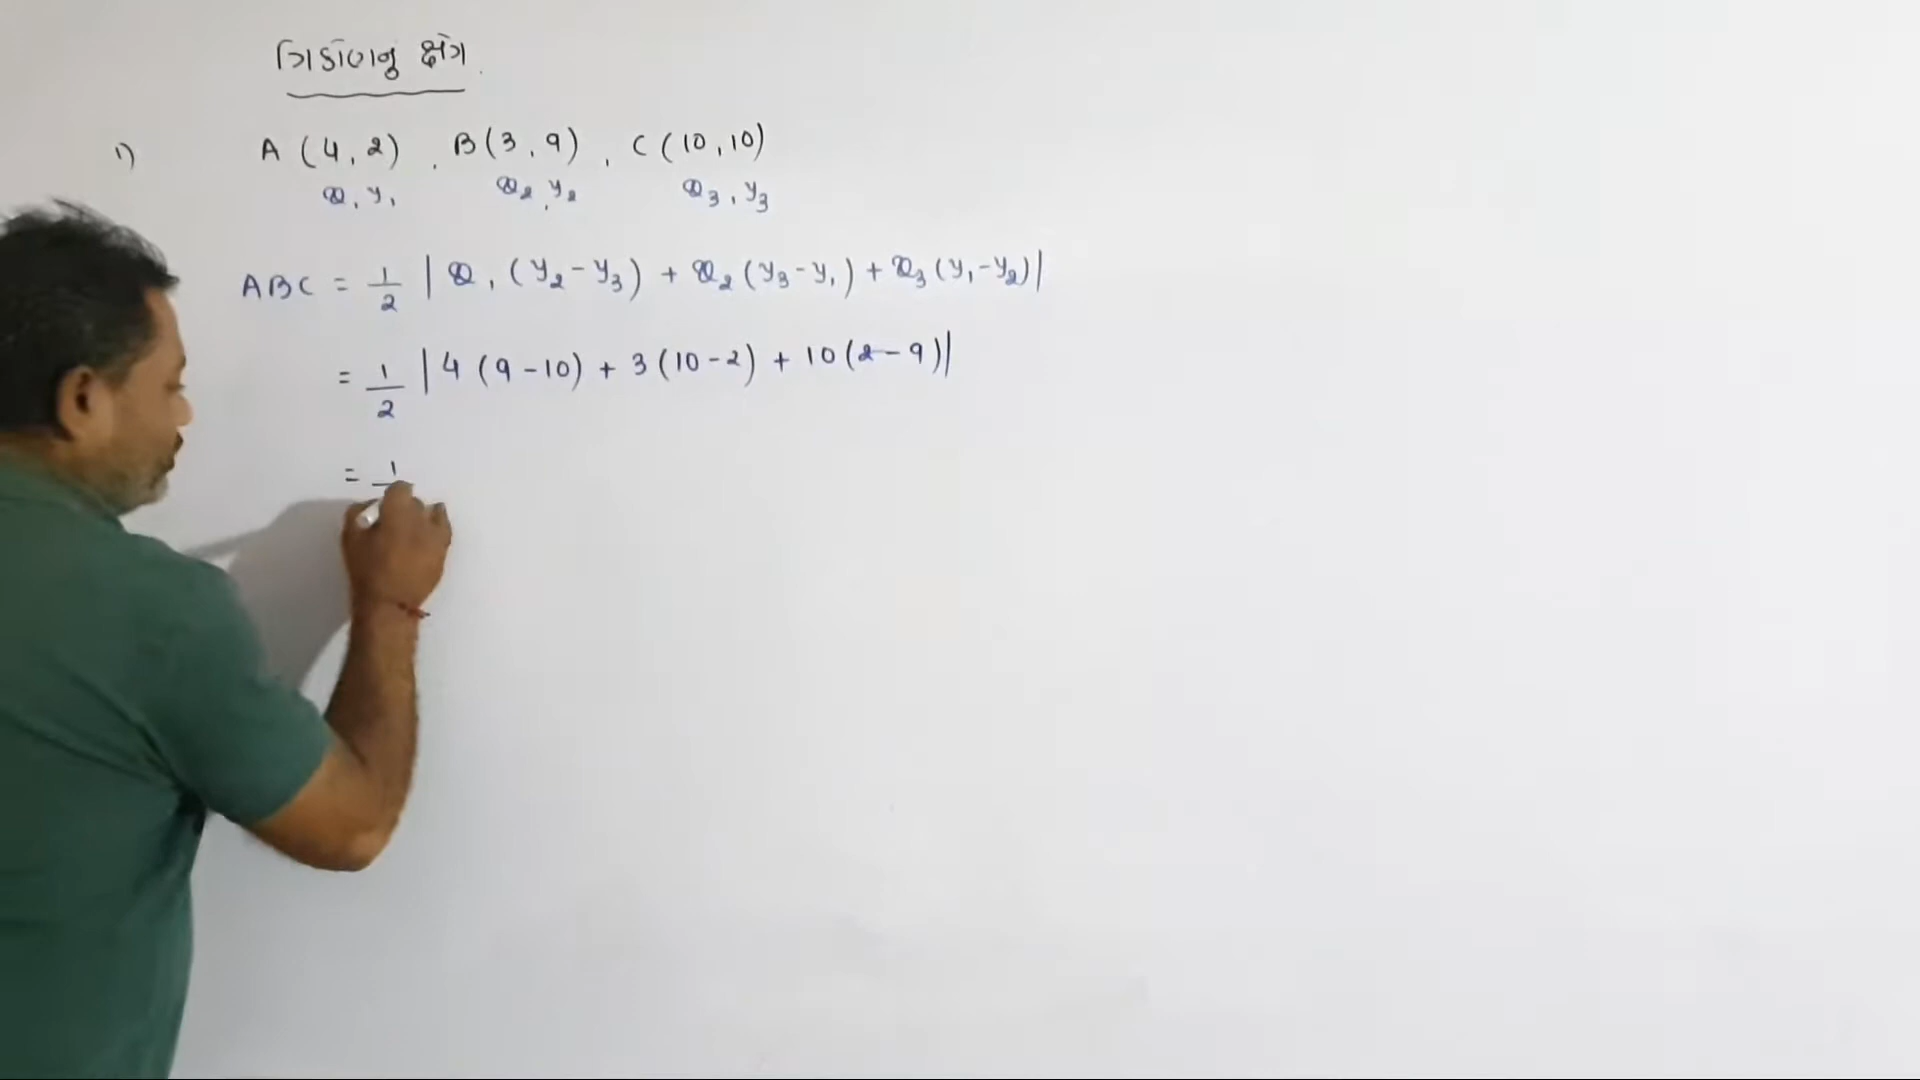 ત્રિકોણનુ ક્ષેત્ર.
1) A (4, 2), B (3, 9), C (10, 10)
x₁, y₁ x₂, y₂ x₃, y₃
ABC = 1/2 | x₁ (y₂ - y₃) + x₂ (y₃ - y₁) + x₃ (y₁ - y₂) |
= 1/2 | 4 (9 - 10) + 3 (10 - 2) + 10 (2 - 9) |
= 1